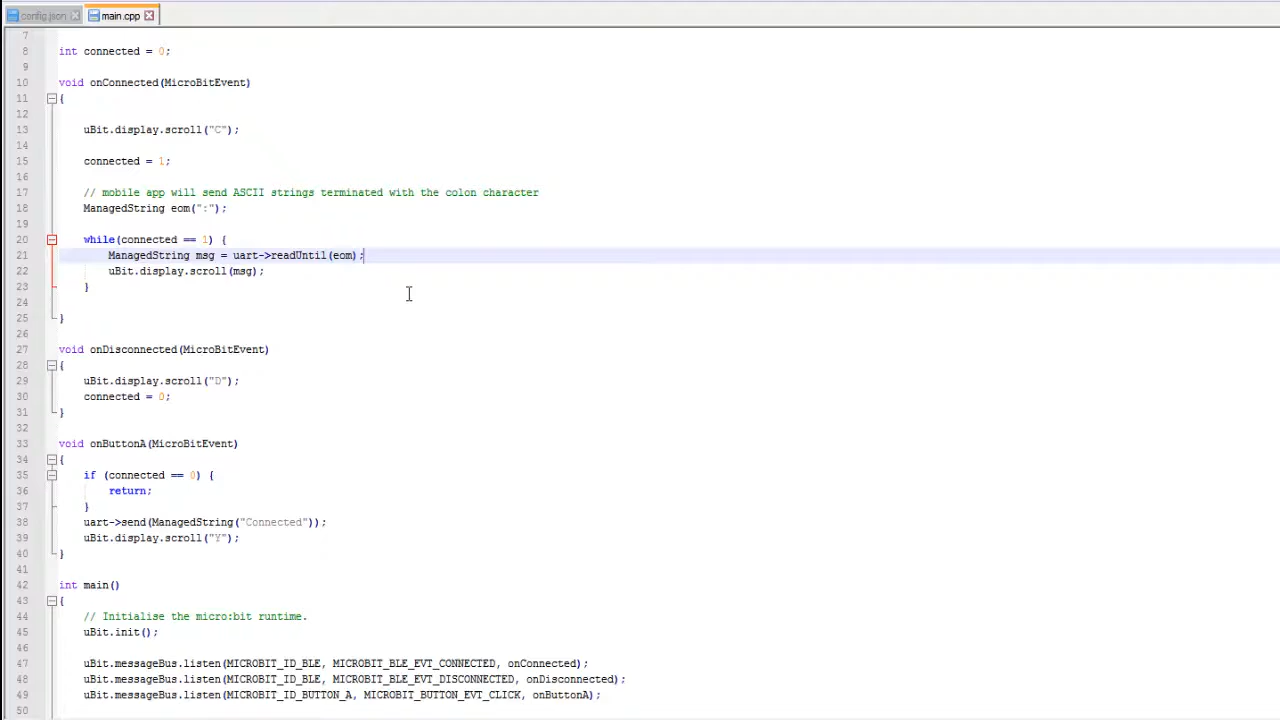 config.json
main.cpp
7
8 int connected = 0;
9
10 void onConnected(MicroBitEvent)
11 {
12
13 uBit.display.scroll("C");
14
15 connected = 1;
16
17 // mobile app will send ASCII strings terminated with the colon character
18 ManagedString eom(":");
19
20 while(connected == 1) {
21 ManagedString msg = uart->readUntil(eom);
22 uBit.display.scroll(msg);
23 }
24
25 }
26
27 void onDisconnected(MicroBitEvent)
28 {
29 uBit.display.scroll("D");
30 connected = 0;
31 }
32
33 void onButtonA(MicroBitEvent)
34 {
35 if (connected == 0) {
36 return;
37 }
38 uart->send(ManagedString("Connected"));
39 uBit.display.scroll("Y");
40 }
41
42 int main()
43 {
44 // Initialise the micro:bit runtime.
45 uBit.init();
46
47 uBit.messageBus.listen(MICROBIT_ID_BLE, MICROBIT_BLE_EVT_CONNECTED, onConnected);
48 uBit.messageBus.listen(MICROBIT_ID_BLE, MICROBIT_BLE_EVT_DISCONNECTED, onDisconnected);
49 uBit.messageBus.listen(MICROBIT_ID_BUTTON_A, MICROBIT_BUTTON_EVT_CLICK, onButtonA);
50